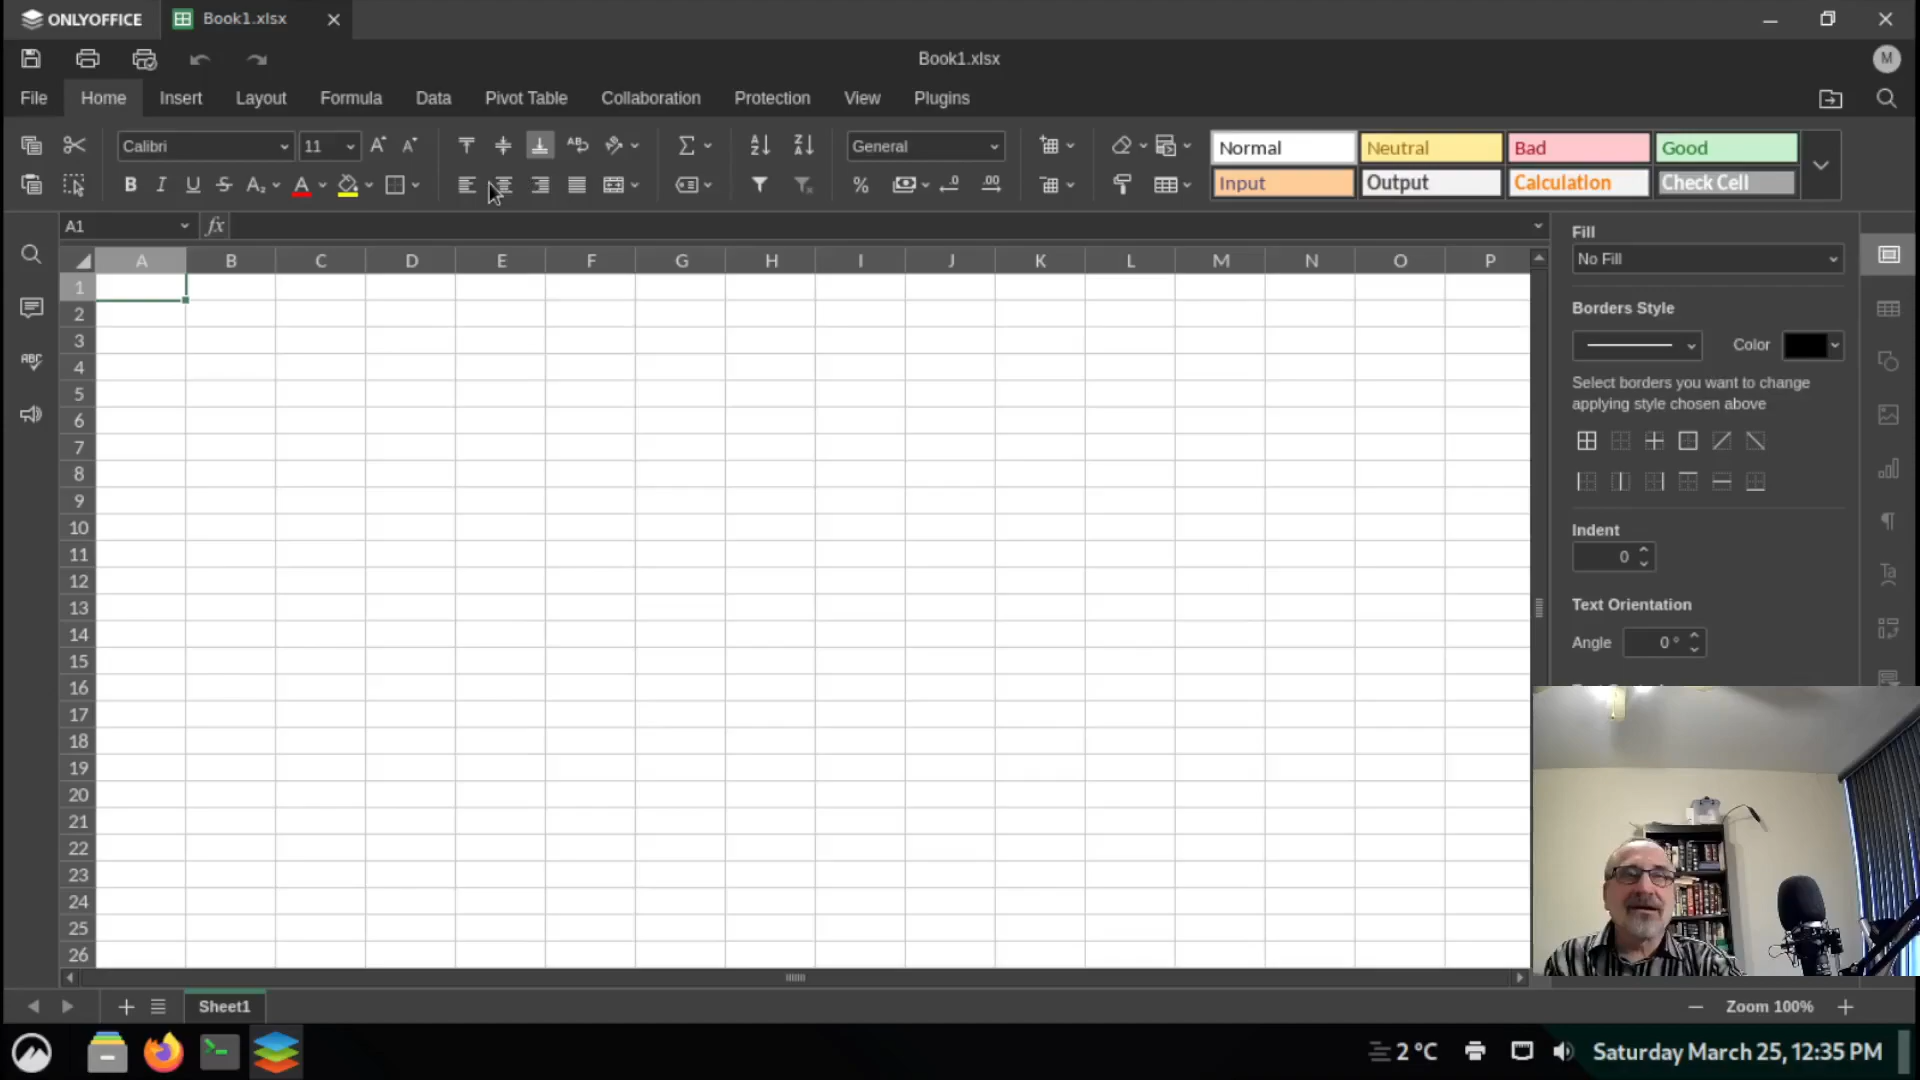 ONLYOFFICE
Book1.xlsx
Book1.xlsx
M
File
Home
Insert
Layout
Formula
Data
Pivot Table
Collaboration
Protection
View
Plugins
Calibri
11
General
Normal
Neutral
Bad
Good
Input
Output
Calculation
Check Cell
A1
fx
A B C D E F G H I J K L M N O P
1
2
3
4
5
6
7
8
9
10
11
12
13
14
15
16
17
18
19
20
21
22
23
24
25
26
Fill
No Fill
Borders Style
Color
Select borders you want to change
applying style chosen above
Indent
0
Text Orientation
Angle 0 °
Sheet1
Zoom 100%
2 °C
Saturday March 25, 12:35 PM